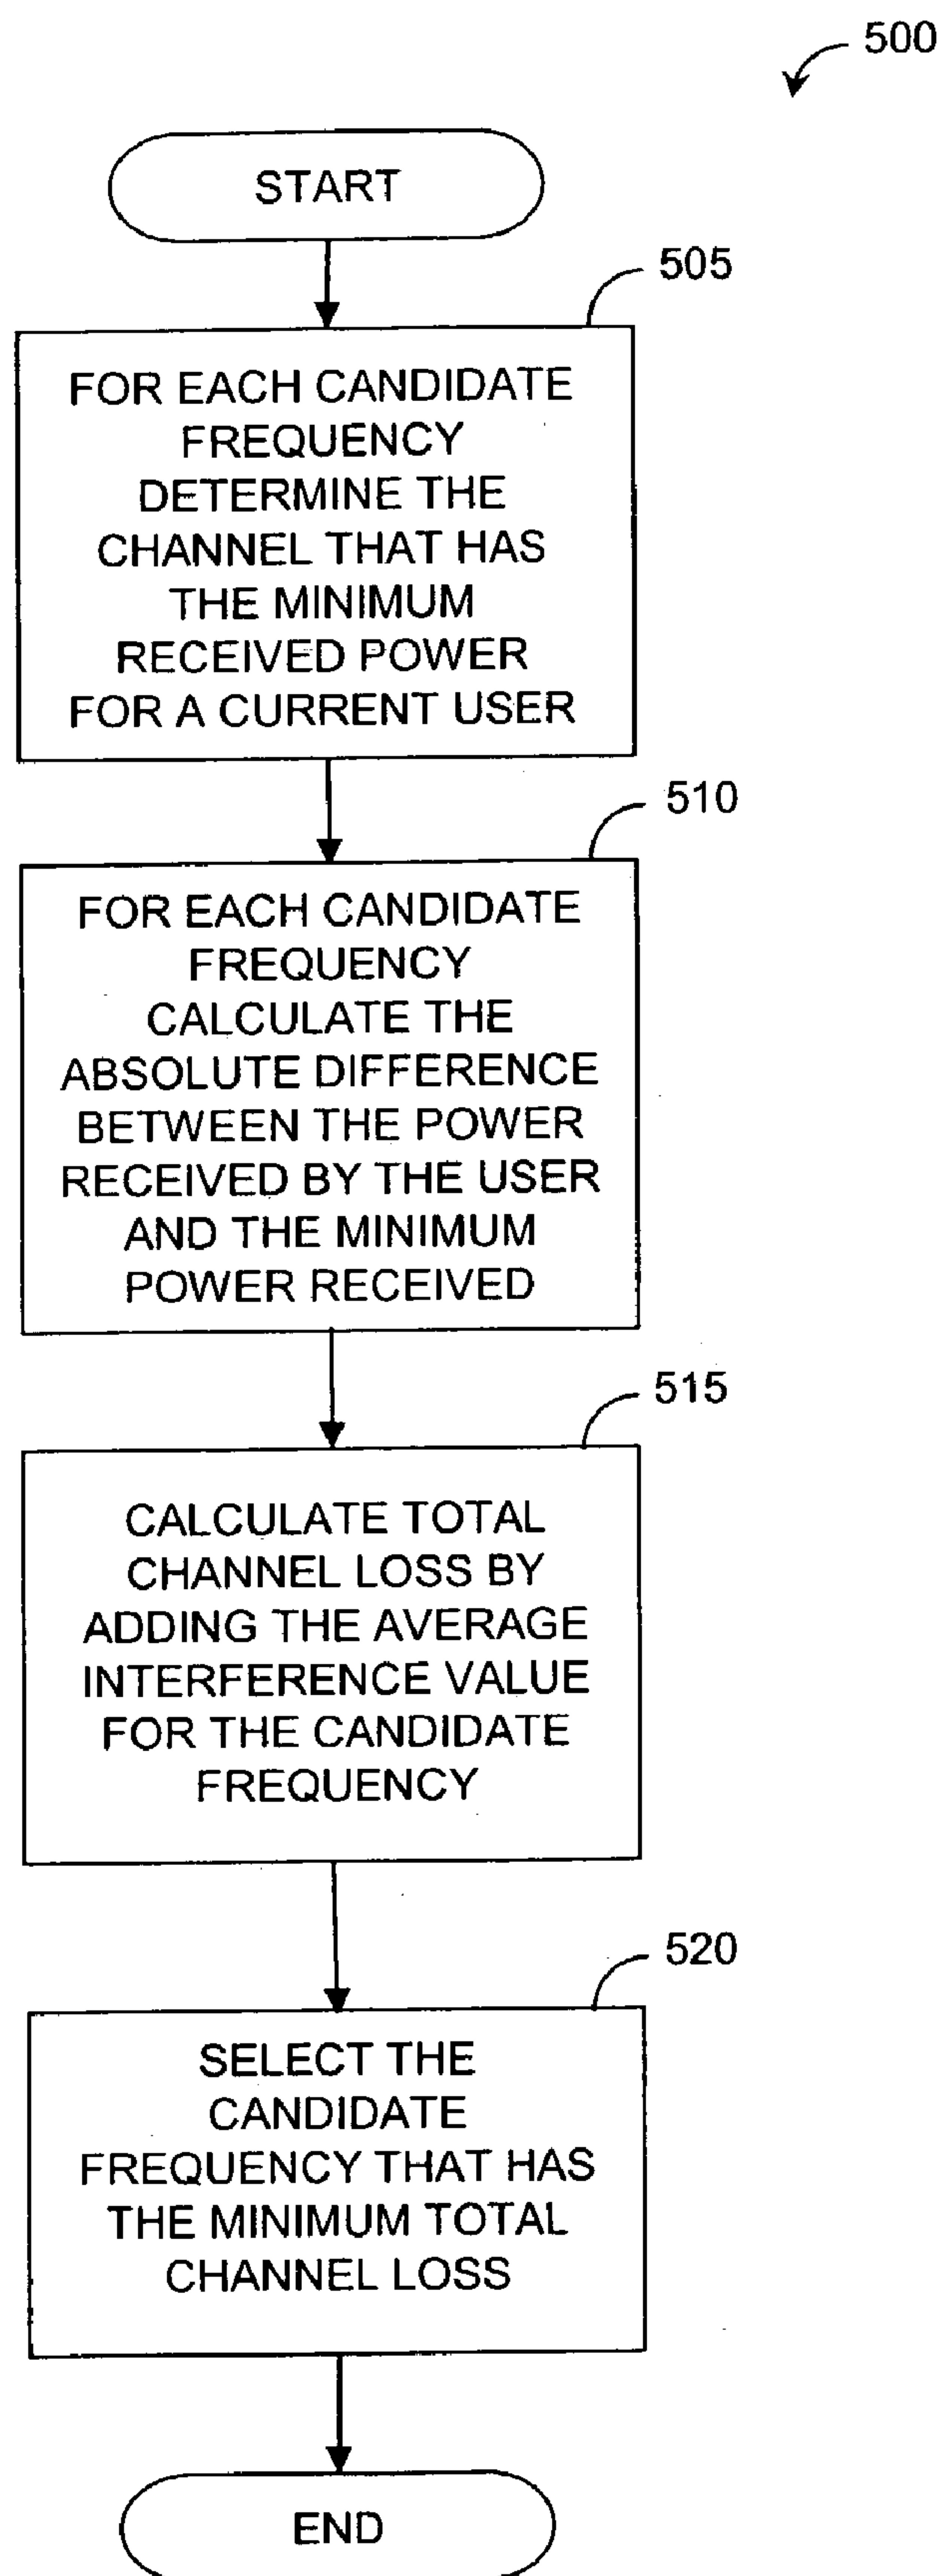 500
START
505
FOR EACH CANDIDATE
FREQUENCY
DETERMINE THE
CHANNEL THAT HAS
THE MINIMUM
RECEIVED POWER
FOR A CURRENT USER
510
FOR EACH CANDIDATE
FREQUENCY
CALCULATE THE
ABSOLUTE DIFFERENCE
BETWEEN THE POWER
RECEIVED BY THE USER
AND THE MINIMUM
POWER RECEIVED
515
CALCULATE TOTAL
CHANNEL LOSS BY
ADDING THE AVERAGE
INTERFERENCE VALUE
FOR THE CANDIDATE
FREQUENCY
520
SELECT THE
CANDIDATE
FREQUENCY THAT HAS
THE MINIMUM TOTAL
CHANNEL LOSS
END